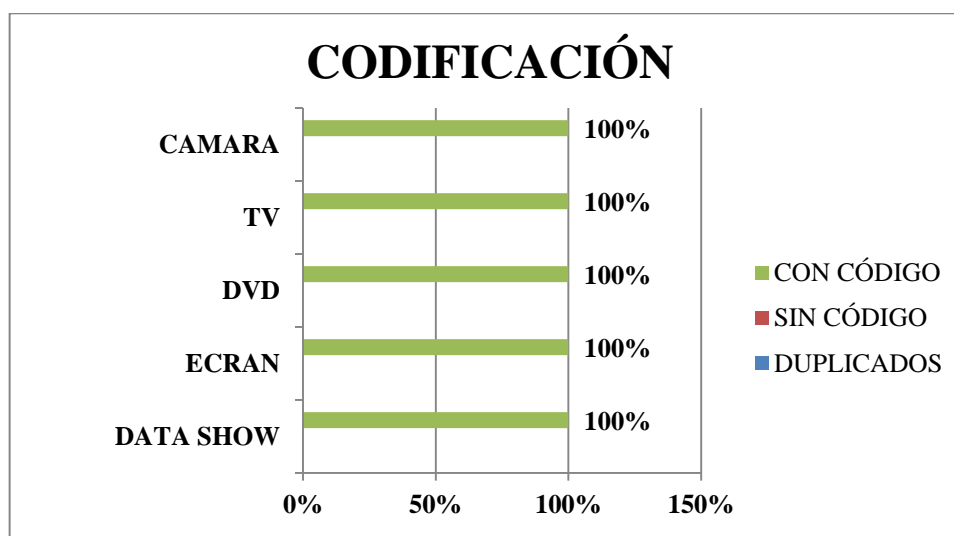 CODIFICACIÓN
CAMARA 100%
TV 100%
DVD 100%
ECRAN 100%
DATA SHOW 100%
0% 50% 100% 150%
CON CÓDIGO
SIN CÓDIGO
DUPLICADOS